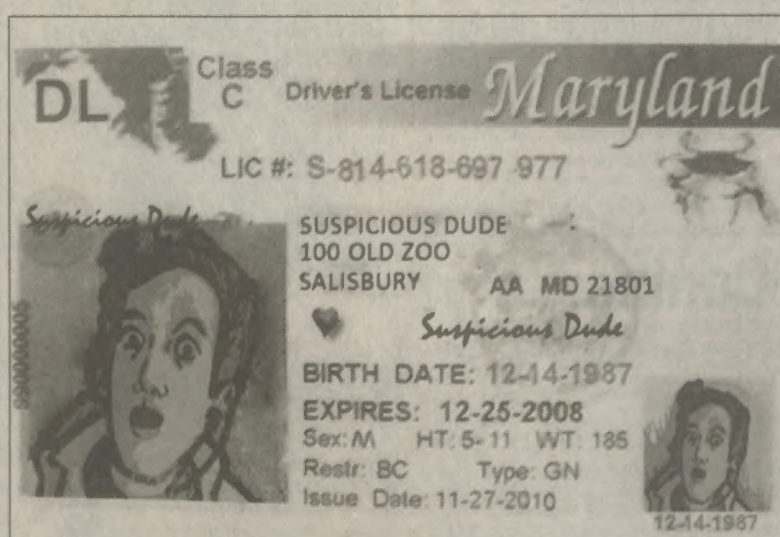 DL
Class
C
Driver's License
Maryland
LIC #: S-814-618-697 977
Suspicious Dude
SUSPICIOUS DUDE
100 OLD ZOO
SALISBURY AA MD 21801
Suspicious Dude
BIRTH DATE: 12-14-1987
EXPIRES: 12-25-2008
Sex: M HT: 5-11 WT: 185
Restr: BC Type: GN
Issue Date: 11-27-2010
12-14-1987